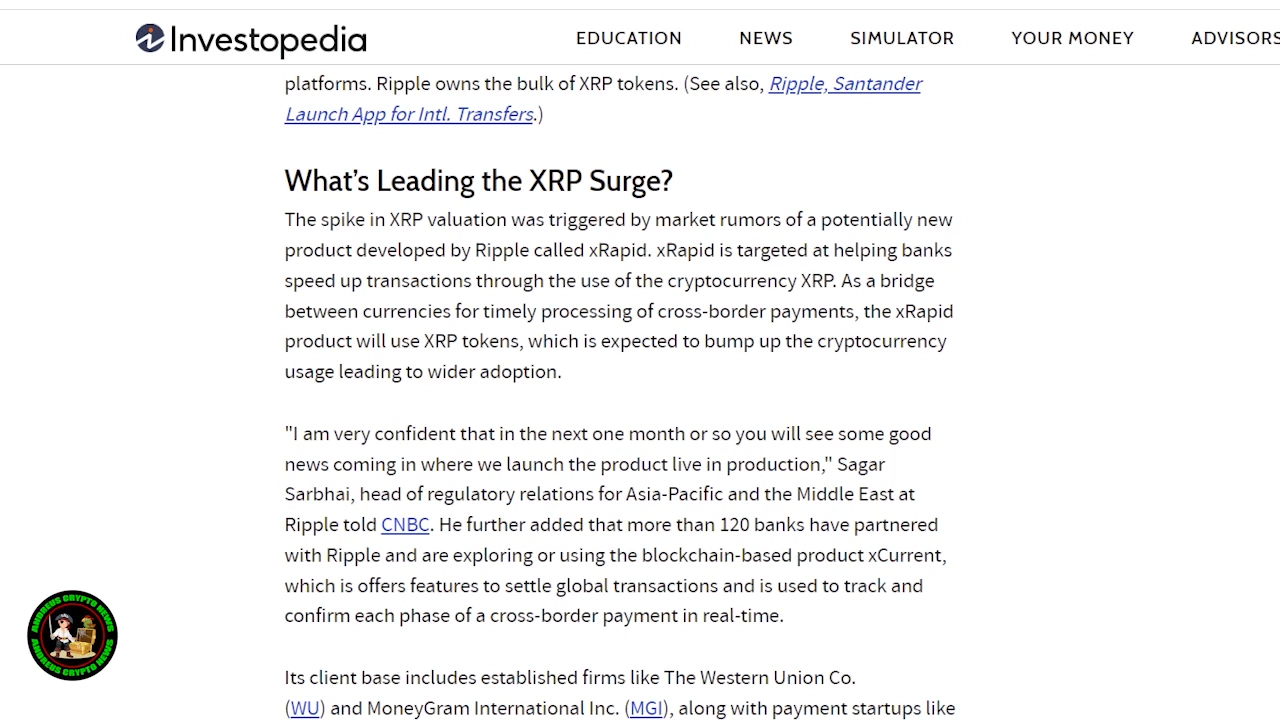 Investopedia
EDUCATION NEWS SIMULATOR YOUR MONEY ADVISORS
platforms. Ripple owns the bulk of XRP tokens. (See also, Ripple, Santander
Launch App for Intl. Transfers.)
What's Leading the XRP Surge?
The spike in XRP valuation was triggered by market rumors of a potentially new
product developed by Ripple called xRapid. xRapid is targeted at helping banks
speed up transactions through the use of the cryptocurrency XRP. As a bridge
between currencies for timely processing of cross-border payments, the xRapid
product will use XRP tokens, which is expected to bump up the cryptocurrency
usage leading to wider adoption.
"I am very confident that in the next one month or so you will see some good
news coming in where we launch the product live in production," Sagar
Sarbhai, head of regulatory relations for Asia-Pacific and the Middle East at
Ripple told CNBC. He further added that more than 120 banks have partnered
with Ripple and are exploring or using the blockchain-based product xCurrent,
which is offers features to settle global transactions and is used to track and
confirm each phase of a cross-border payment in real-time.
Its client base includes established firms like The Western Union Co.
(WU) and MoneyGram International Inc. (MGI), along with payment startups like
ANDREUS CRYPTO NEWS
ANDREUS CRYPTO NEWS